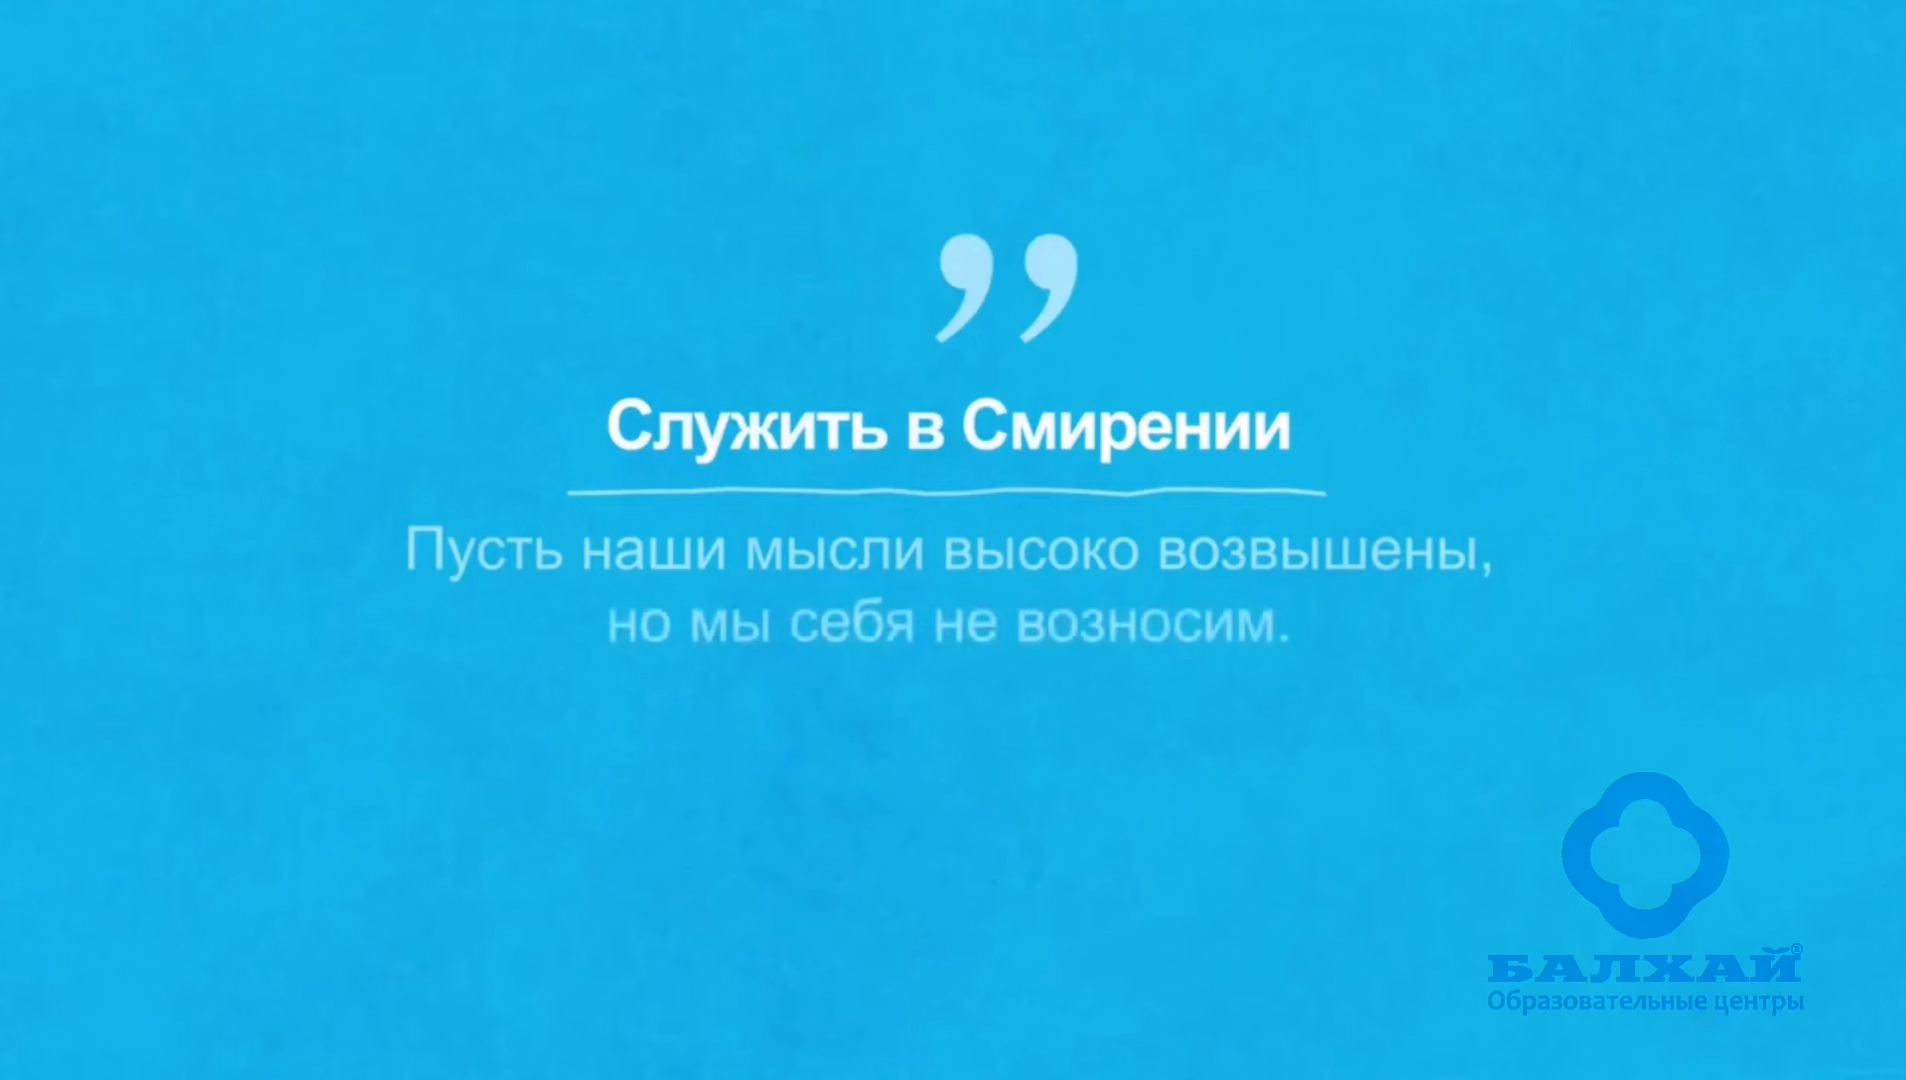 ”
Служить в Смирении
Пусть наши мысли высоко возвышены,
но мы себя не возносим.
БАЛХАЙ®
Образовательные центры